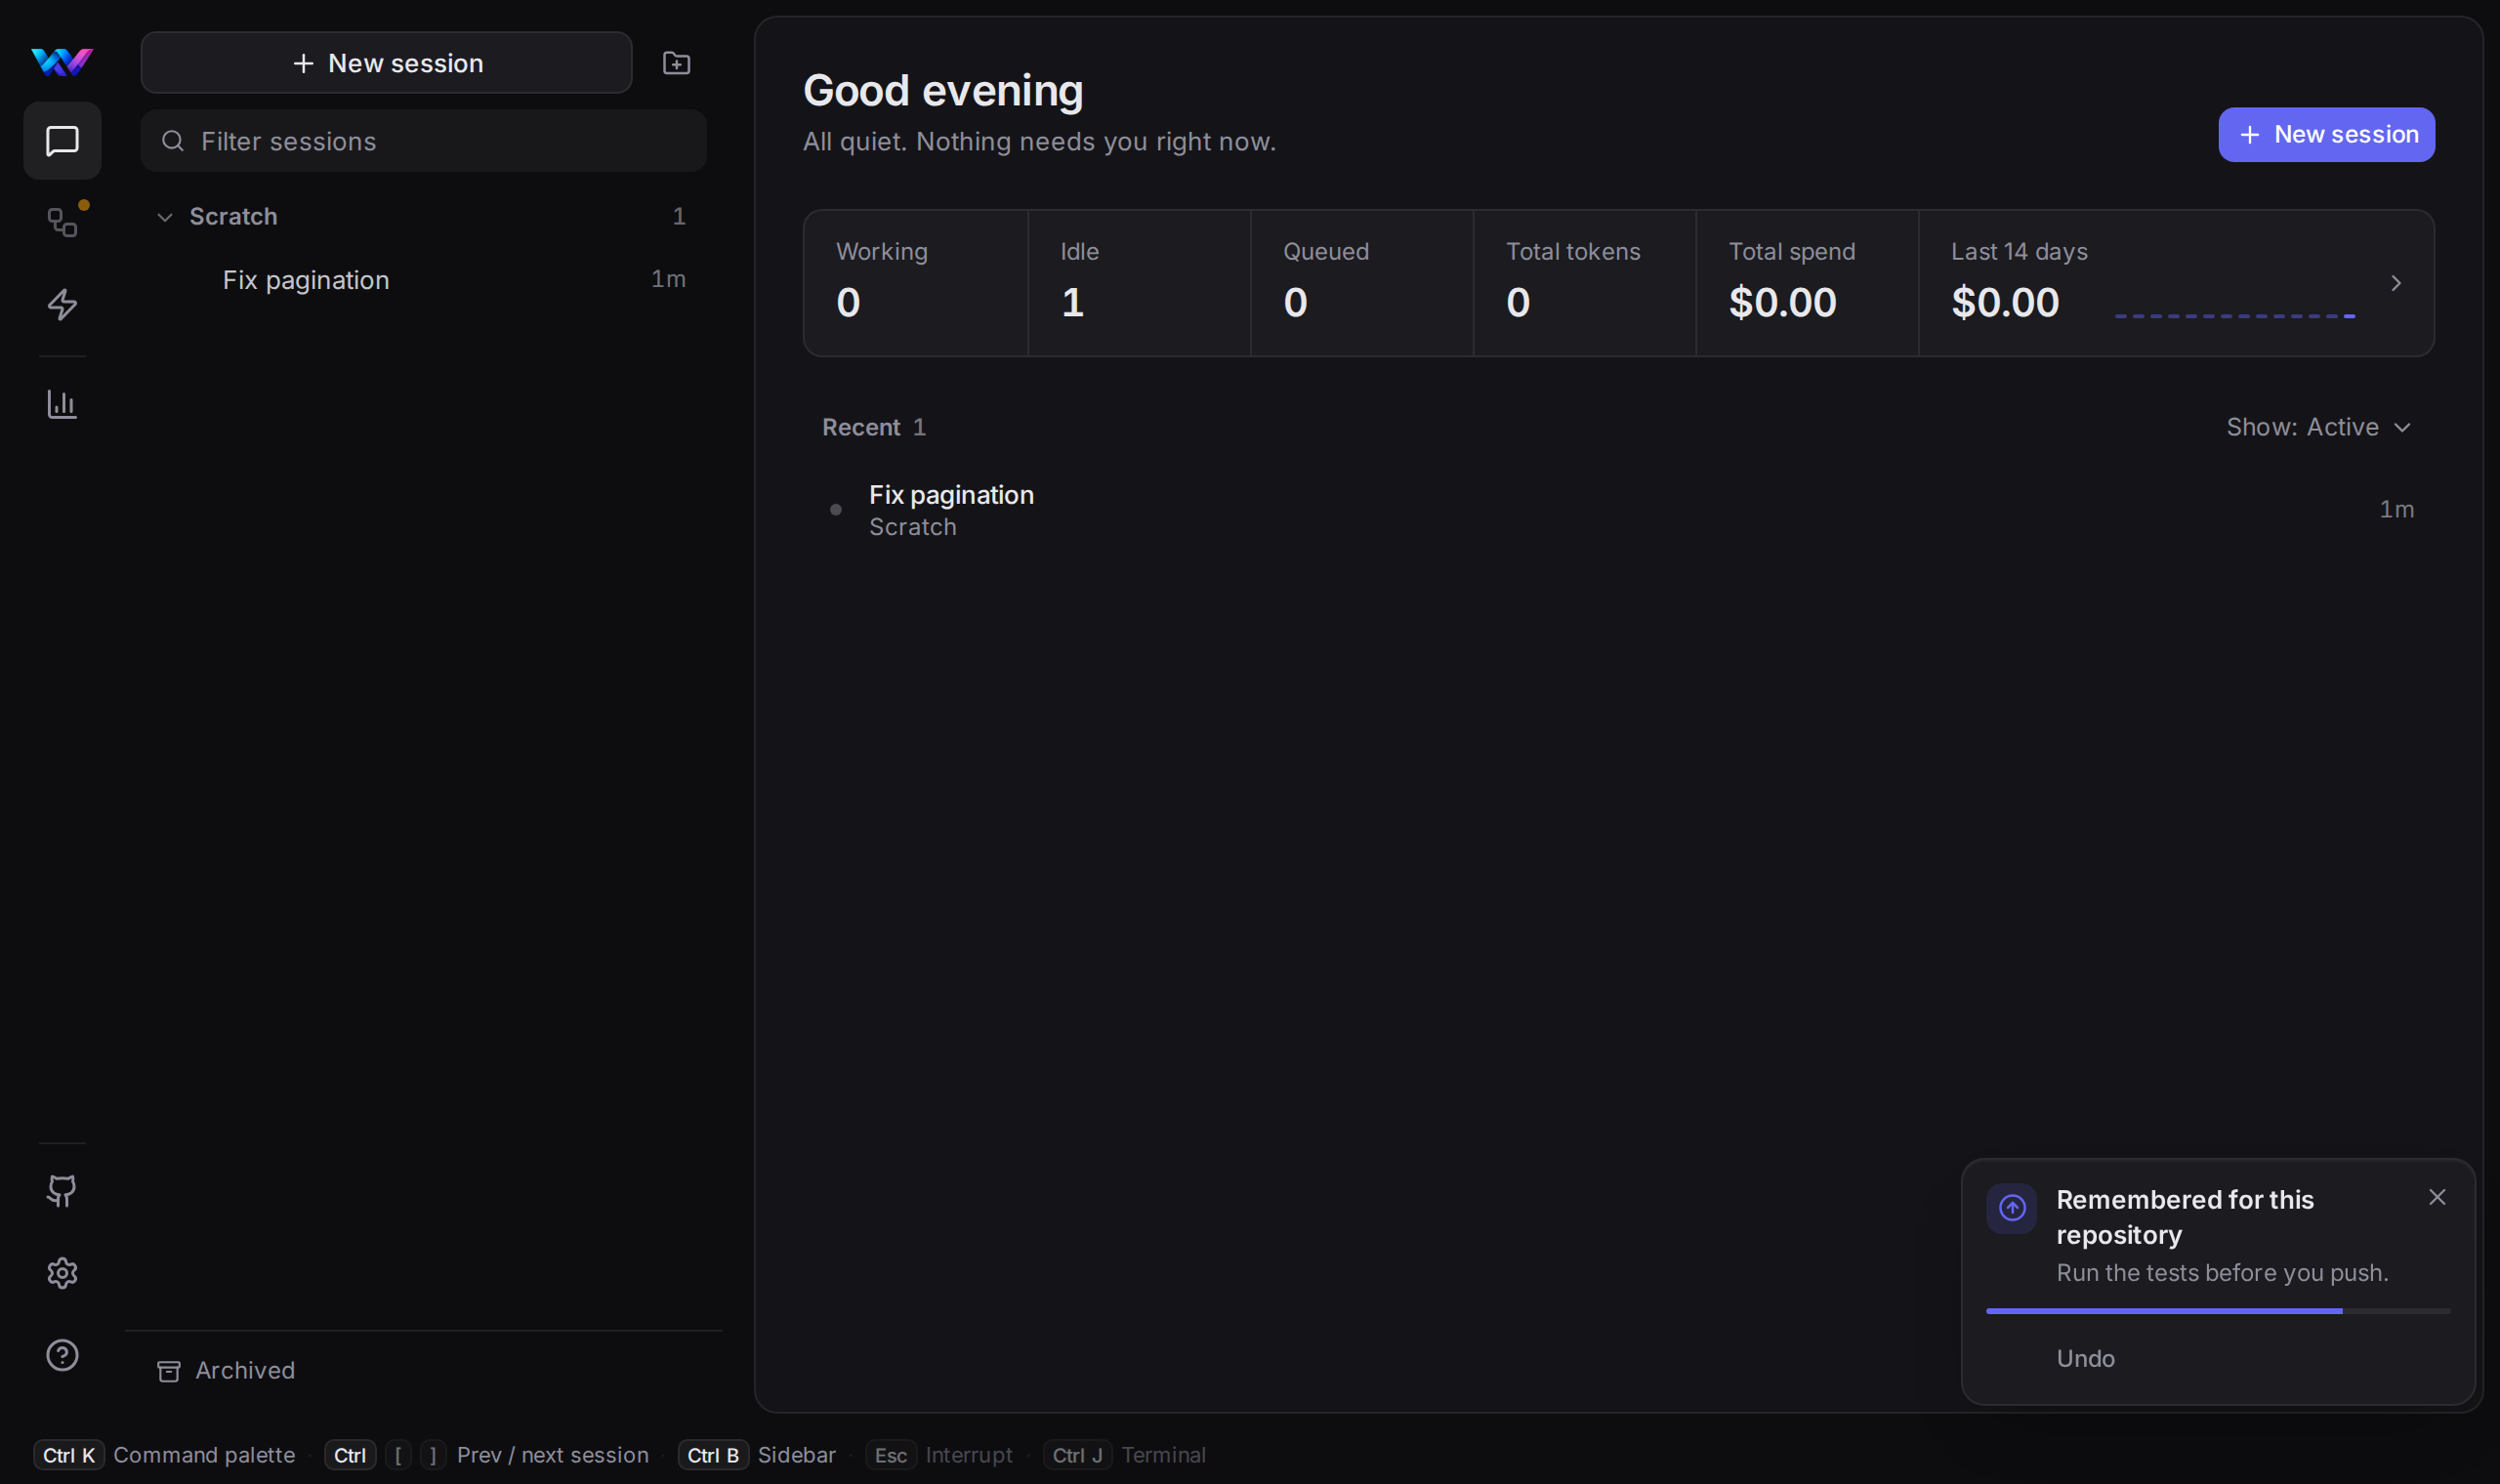 New session
Filter sessions
Scratch 1
Fix pagination 1m
Archived
Good evening
All quiet. Nothing needs you right now.
New session
Working
0
Idle
1
Queued
0
Total tokens
0
Total spend
$0.00
Last 14 days
$0.00
Recent 1
Show: Active
Fix pagination
Scratch
1m
Remembered for this
repository
Run the tests before you push.
Undo
Ctrl K Command palette · Ctrl [ ] Prev / next session · Ctrl B Sidebar · Esc Interrupt · Ctrl J Terminal